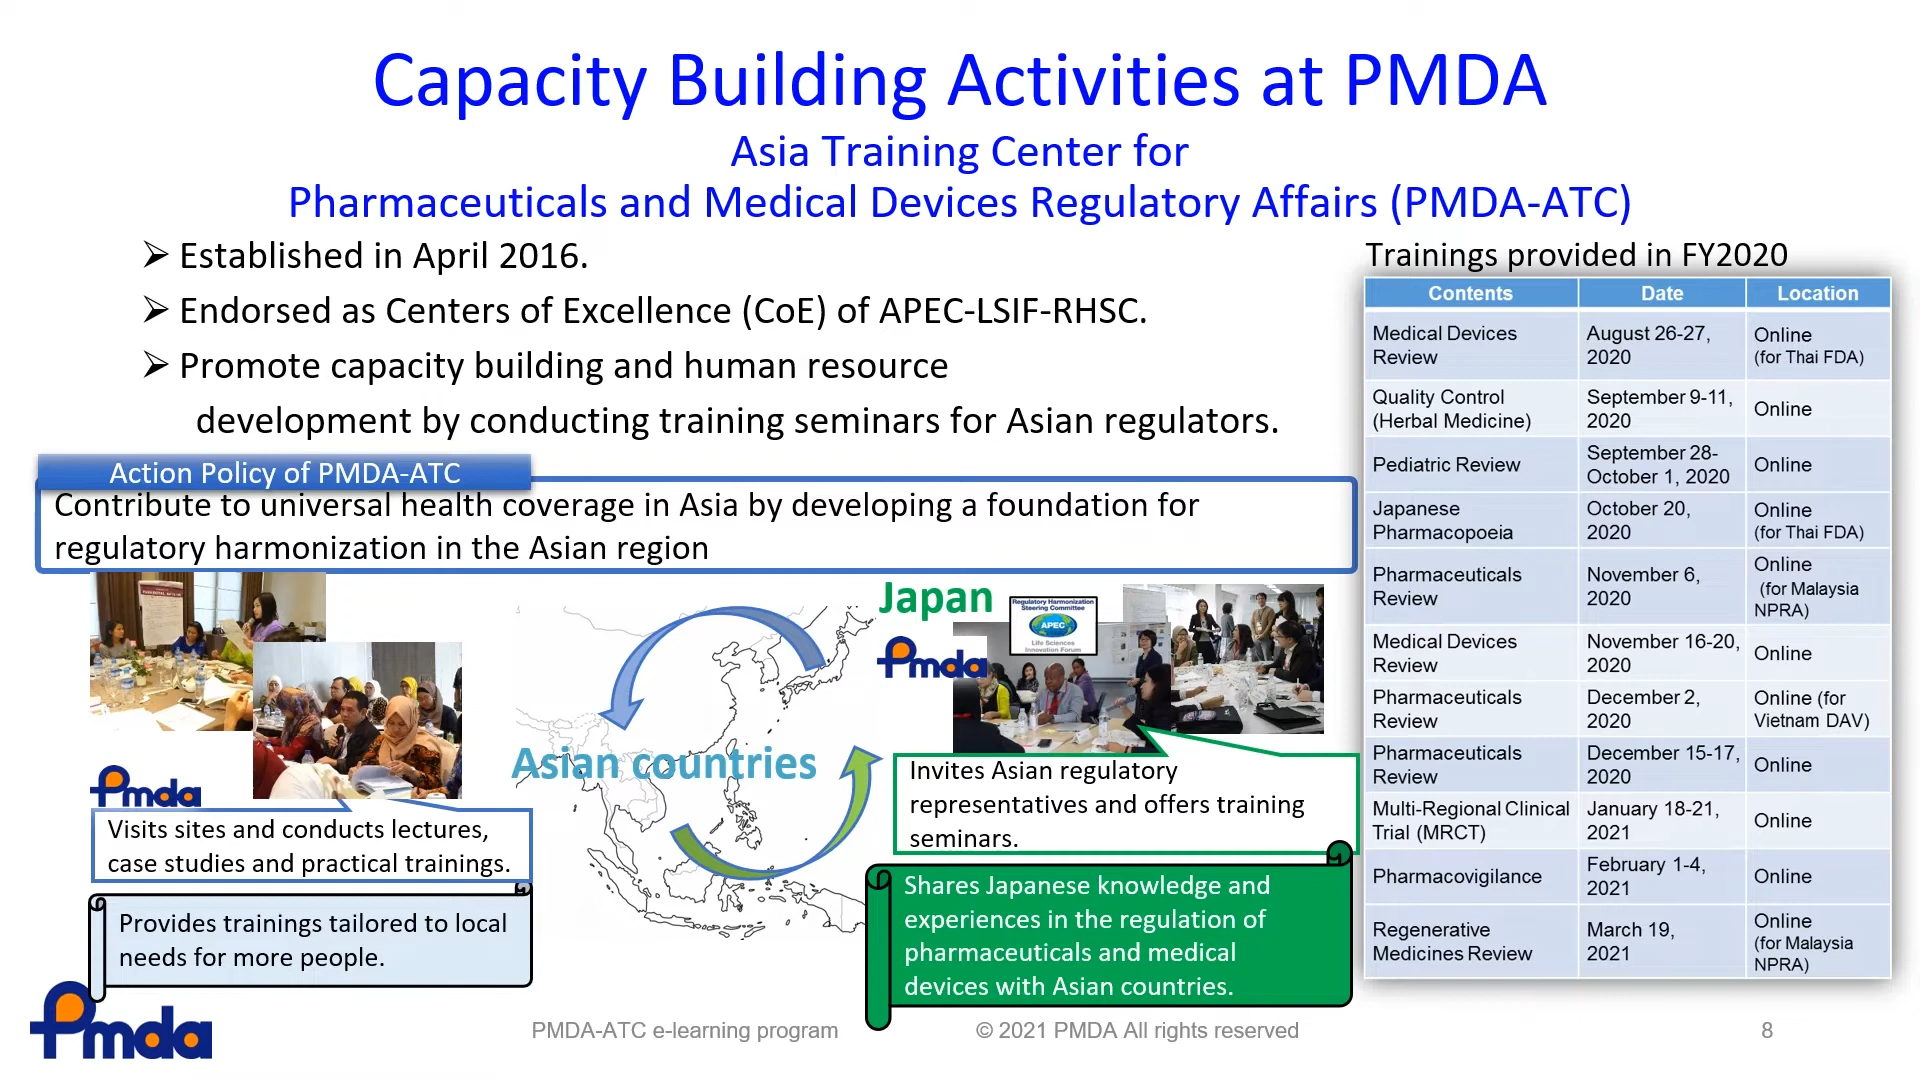 Capacity Building Activities at PMDA
Asia Training Center for
Pharmaceuticals and Medical Devices Regulatory Affairs (PMDA-ATC)
➢ Established in April 2016.
➢ Endorsed as Centers of Excellence (CoE) of APEC-LSIF-RHSC.
➢ Promote capacity building and human resource
development by conducting training seminars for Asian regulators.
Action Policy of PMDA-ATC
Contribute to universal health coverage in Asia by developing a foundation for
regulatory harmonization in the Asian region
Pmda
Visits sites and conducts lectures,
case studies and practical trainings.
Provides trainings tailored to local
needs for more people.
Asian countries
Japan
Pmda
Regulatory Harmonization
Steering Committee
APEC
Life Sciences
Innovation Forum
Invites Asian regulatory
representatives and offers training
seminars.
Shares Japanese knowledge and
experiences in the regulation of
pharmaceuticals and medical
devices with Asian countries.
Trainings provided in FY2020
Contents Date Location
Medical Devices
Review
August 26-27,
2020
Online
(for Thai FDA)
Quality Control
(Herbal Medicine)
September 9-11,
2020
Online
Pediatric Review
September 28-
October 1, 2020
Online
Japanese
Pharmacopoeia
October 20,
2020
Online
(for Thai FDA)
Pharmaceuticals
Review
November 6,
2020
Online
(for Malaysia
NPRA)
Medical Devices
Review
November 16-20,
2020
Online
Pharmaceuticals
Review
December 2,
2020
Online (for
Vietnam DAV)
Pharmaceuticals
Review
December 15-17,
2020
Online
Multi-Regional Clinical
Trial (MRCT)
January 18-21,
2021
Online
Pharmacovigilance
February 1-4,
2021
Online
Regenerative
Medicines Review
March 19,
2021
Online
(for Malaysia
NPRA)
Pmda
PMDA-ATC e-learning program
© 2021 PMDA All rights reserved
8